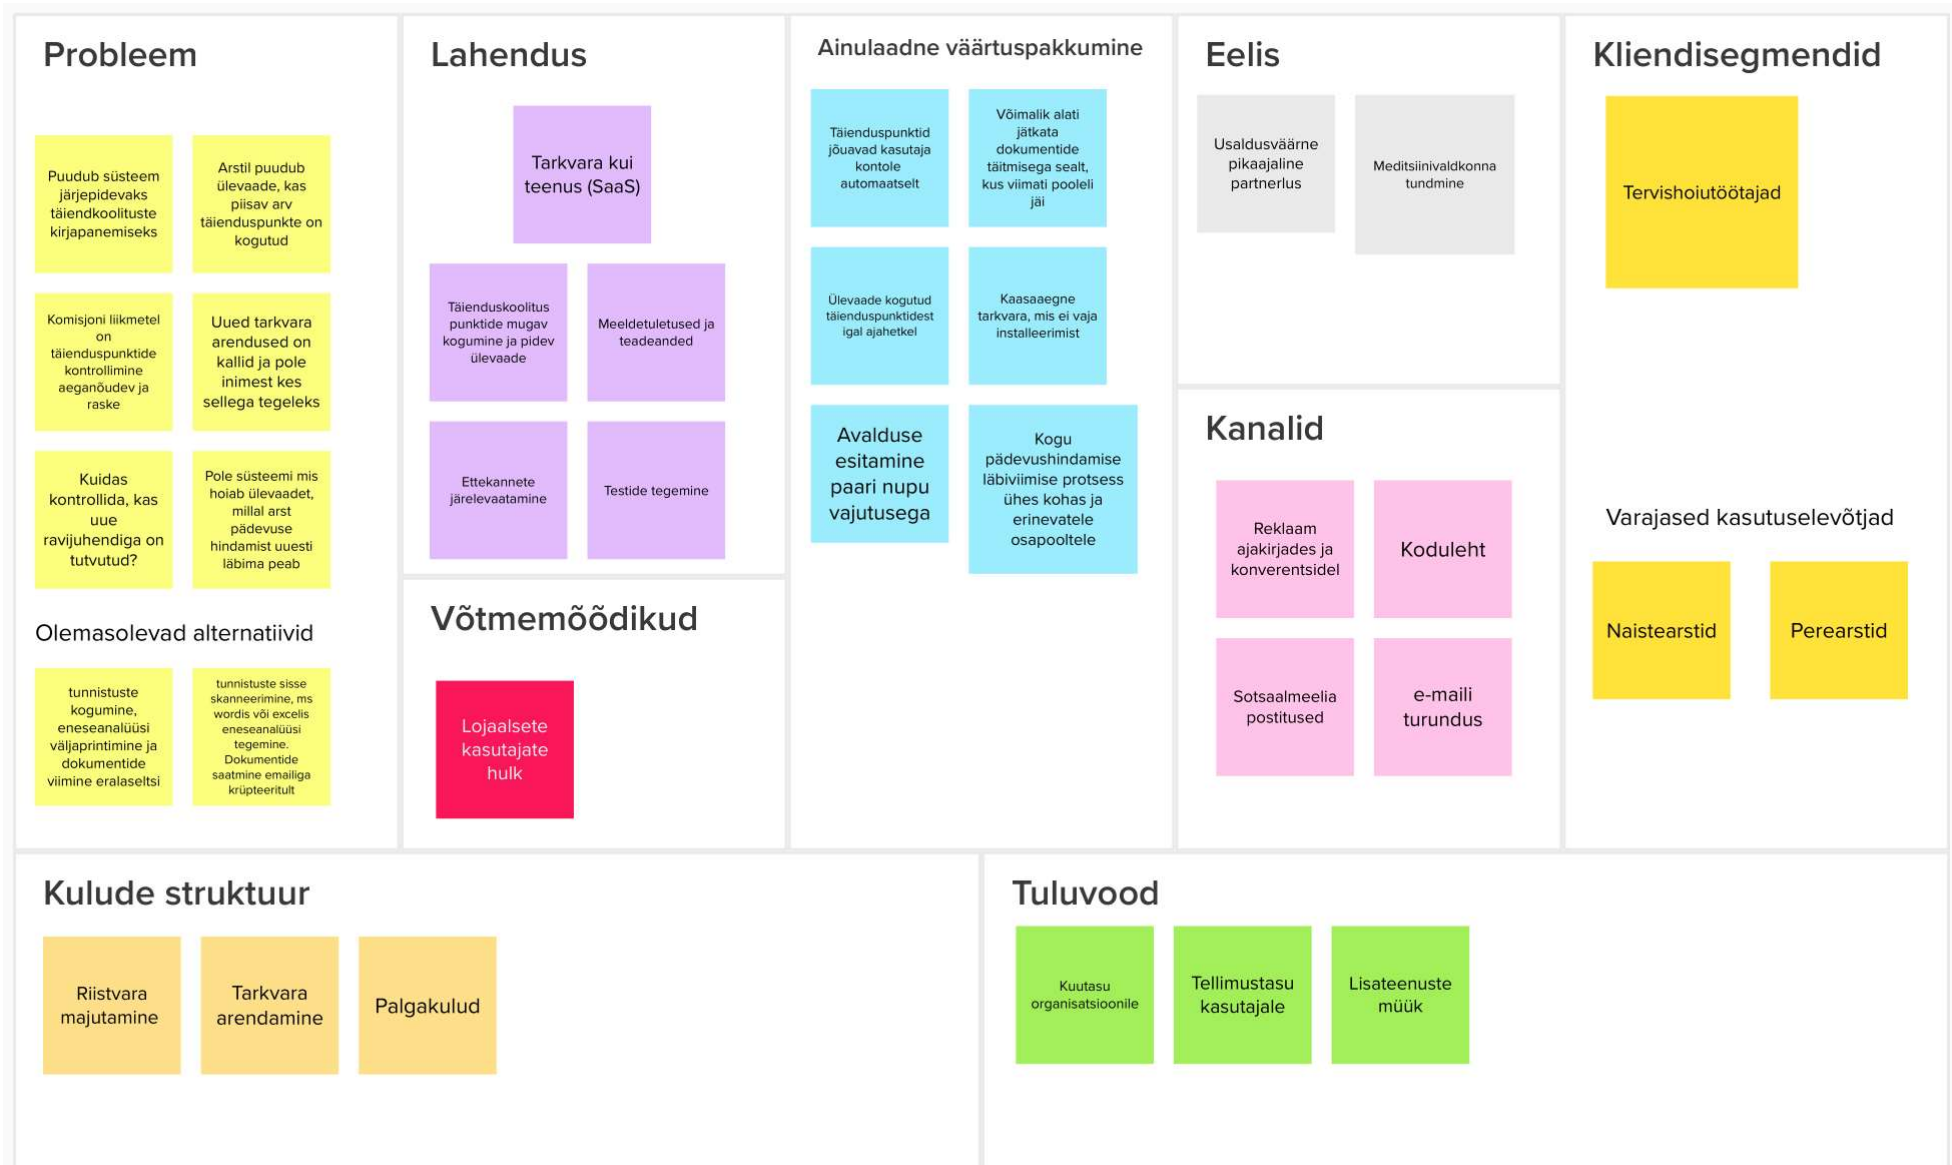 Probleem
Puudub süsteem
järjepidevaks
täiendkoolituste
kirjapanemiseks
Arstil puudub
ülevaade, kas
piisav arv
täienduspunkte on
kogutud
Komisjoni liikmetel
on
täienduspunktide
kontrollimine
aeganõudev ja
raske
Uued tarkvara
arendused on
kallid ja pole
inimest kes
sellega tegeleks
Kuidas
kontrollida, kas
uue
ravijuhendiga on
tutvutud?
Pole süsteemi mis
hoiab ülevaadet,
millal arst
pädevuse
hindamist uuesti
läbima peab
Olemasolevad alternatiivid
tunnistuste
kogumine,
eneseanalüüsi
väljaprintimine ja
dokumentide
viimine eralaseltsi
tunnistuste sisse
skanneerimine, ms
wordis või excelis
eneseanalüüsi
tegemine.
Dokumentide
saatmine emailiga
krüpteeritult
Lahendus
Tarkvara kui
teenus (SaaS)
Täienduskoolitus
punktide mugav
kogumine ja pidev
ülevaade
Meeldetuletused ja
teadeanded
Ettekannete
järelevaatamine
Testide tegemine
Võtmemõõdikud
Lojaalsete
kasutajate
hulk
Ainulaadne väärtuspakkumine
Täienduspunktid
jõuavad kasutaja
kontole
automaatselt
Võimalik alati
jätkata
dokumentide
täitmisega sealt,
kus viimati pooleli
jäi
Ülevaade kogutud
täienduspunktidest
igal ajahetkel
Kaasaaegne
tarkvara, mis ei vaja
installeerimist
Avalduse
esitamine
paari nupu
vajutusega
Kogu
pädevushindamise
läbiviimise protsess
ühes kohas ja
erinevatele
osapooltele
Eelis
Usaldusväärne
pikaajaline
partnerlus
Meditsiinivaldkonna
tundmine
Kanalid
Reklaam
ajakirjades ja
konverentsidel
Koduleht
Sotsaalmeelia
postitused
e-maili
turundus
Kliendisegmendid
Tervishoiutöötajad
Varajased kasutuselevõtjad
Naistearstid
Perearstid
Kulude struktuur
Riistvara
majutamine
Tarkvara
arendamine
Palgakulud
Tuluvood
Kuutasu
organisatsioonile
Tellimustasu
kasutajale
Lisateenuste
müük